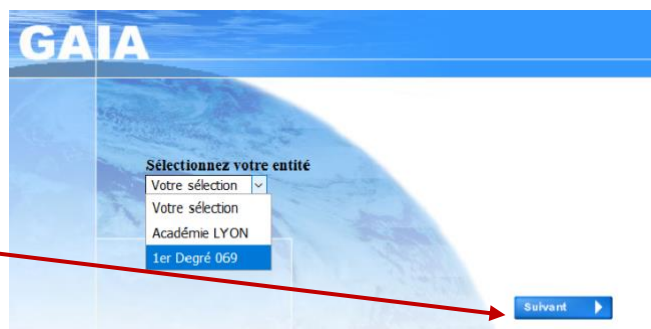 GAIA
Sélectionnez votre entité
Votre sélection
Votre sélection
Académie LYON
1er Degré 069
Suivant